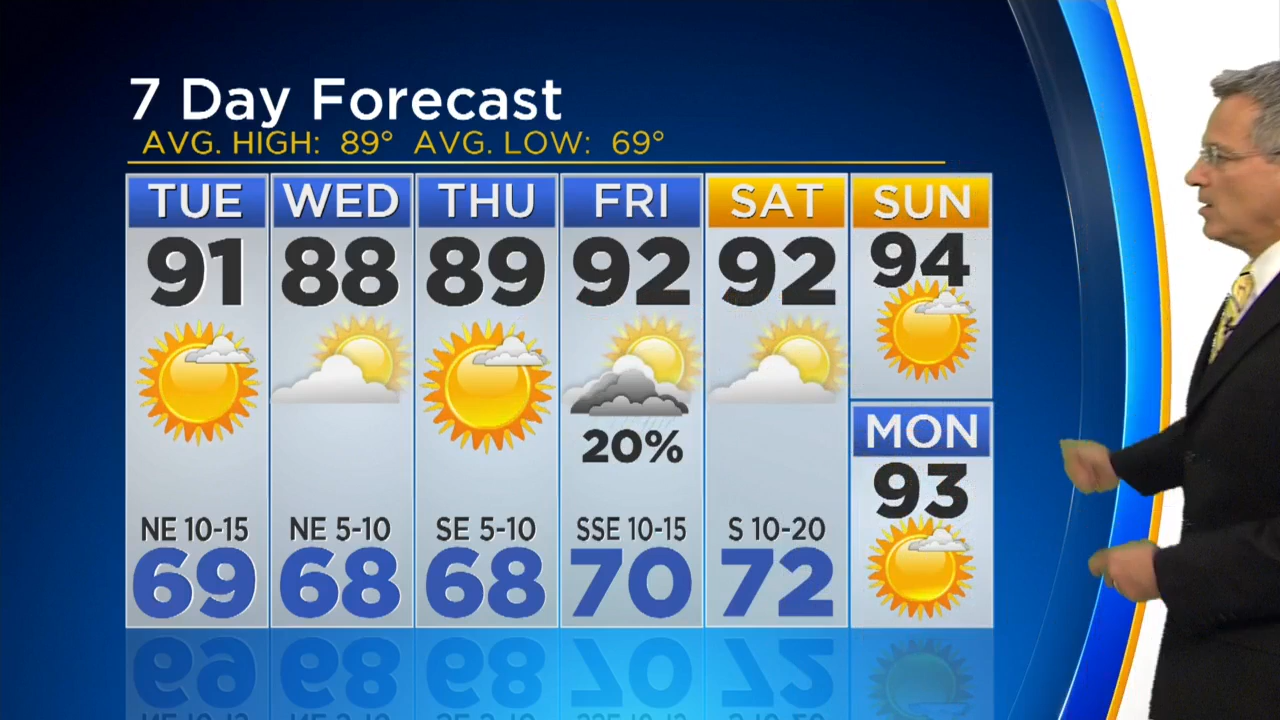 7 Day Forecast
AVG. HIGH: 89° AVG. LOW: 69°
TUE WED THU FRI SAT SUN
91 88 89 92 92 94
20%
MON
93
NE 10-15 NE 5-10 SE 5-10 SSE 10-15 S 10-20
69 68 68 70 72